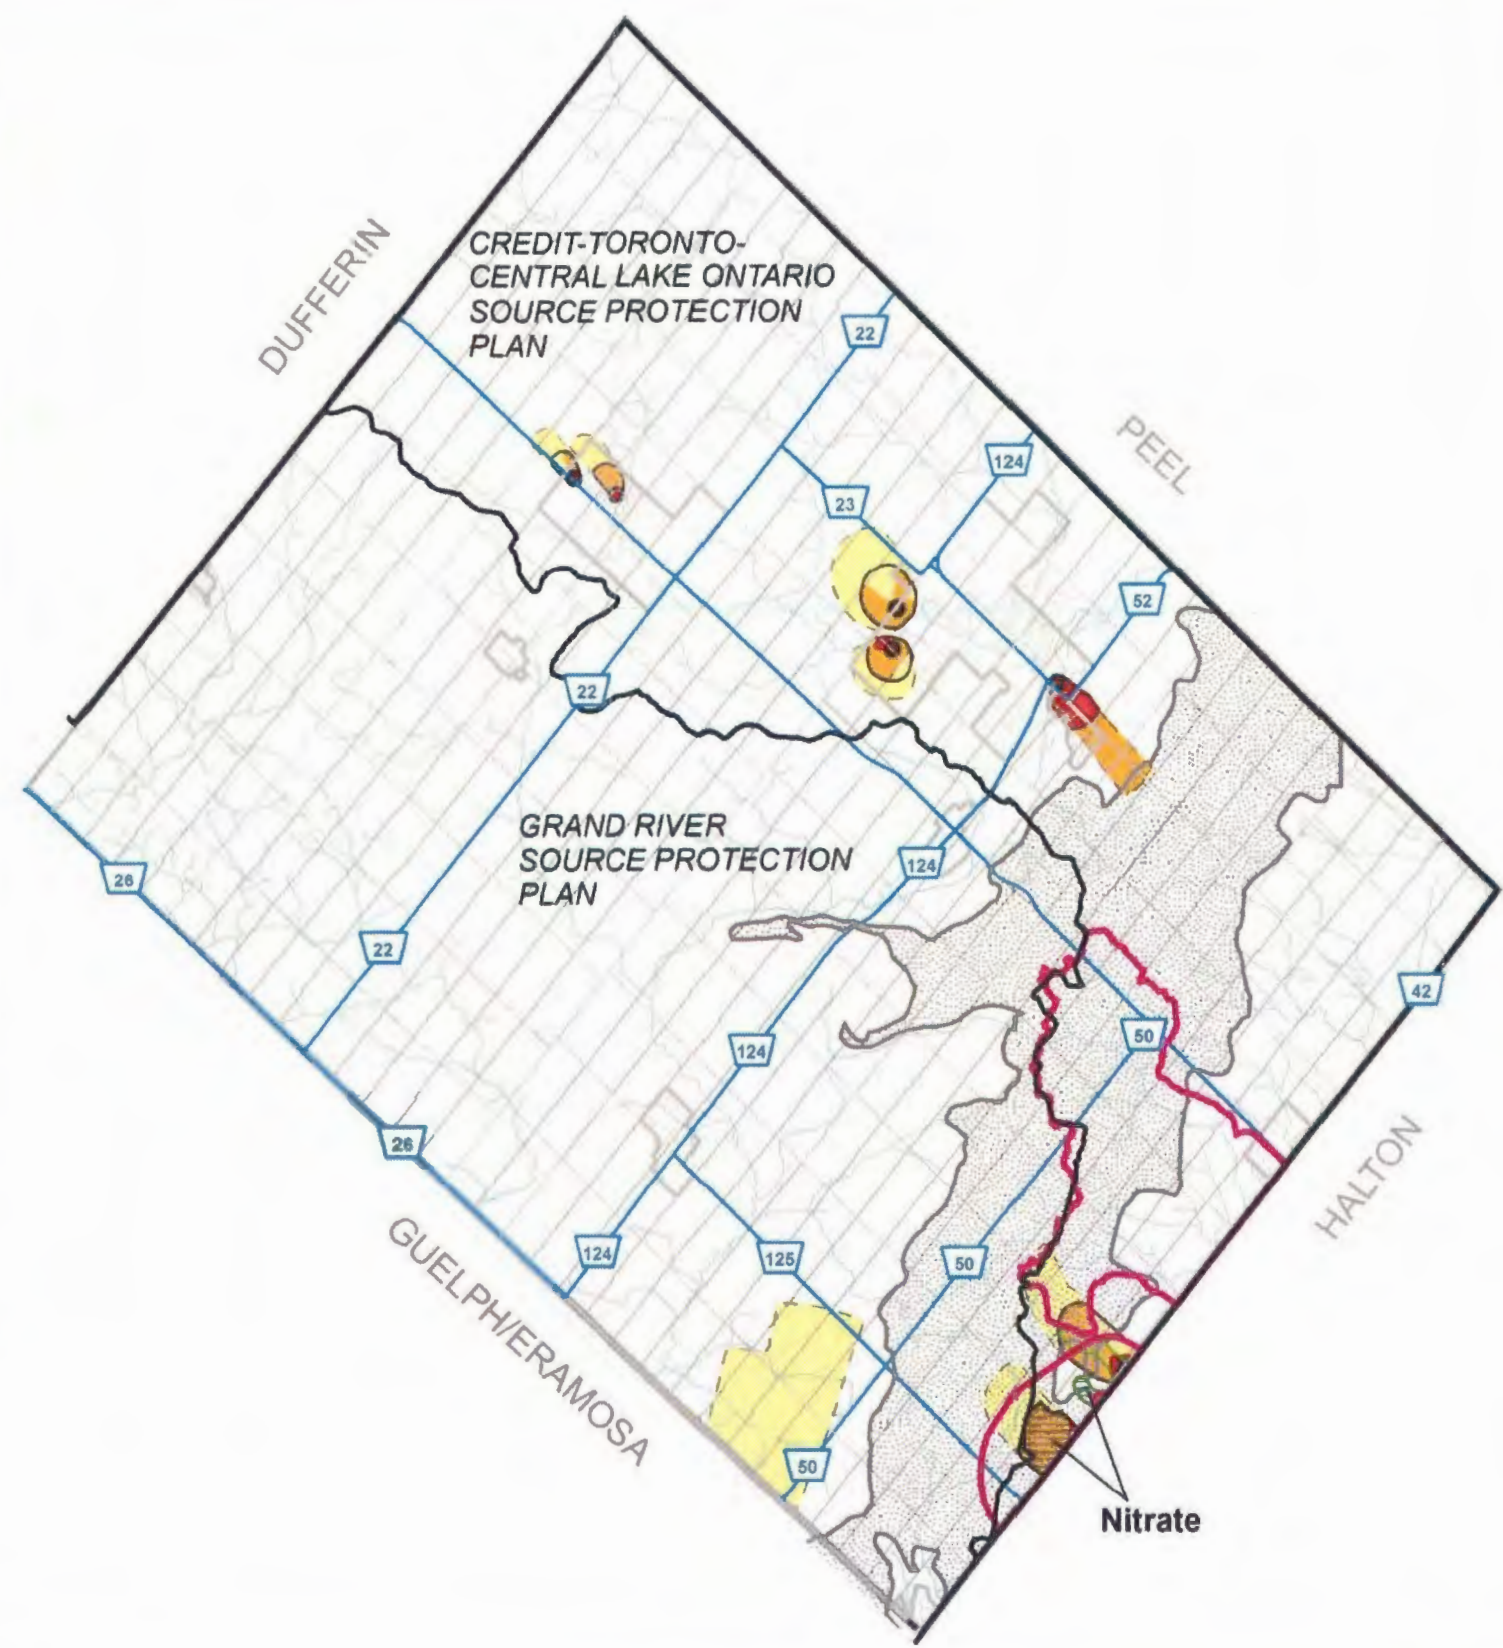 DUFFERIN
CREDIT-TORONTO-
CENTRAL LAKE ONTARIO
SOURCE PROTECTION
PLAN
22
PEEL
124
23
52
22
GRAND RIVER
SOURCE PROTECTION
PLAN
124
26
22
42
50
124
26
HALTON
GUELPH/ERAMOSA
124
125
50
50
Nitrate